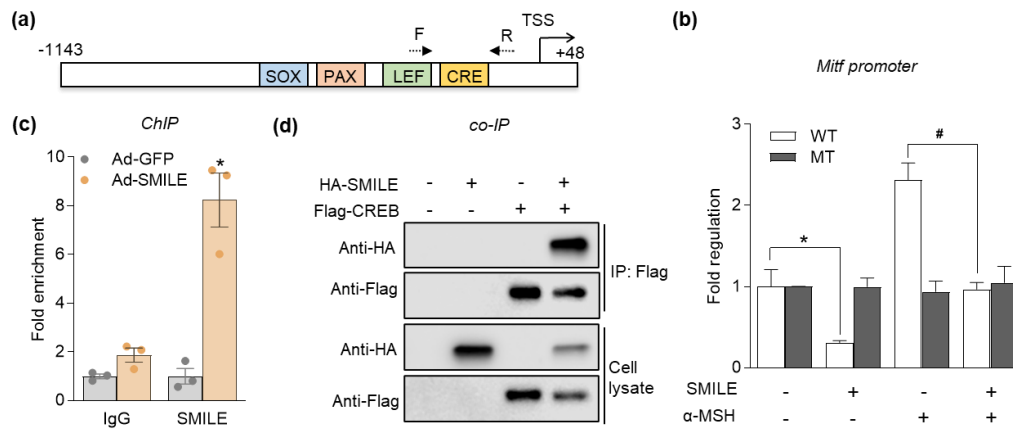 (a)
TSS
F
R
-1143
+48
SOX
PAX
LEF
CRE
(b)
Mitf promoter
3
2
1
0
Fold regulation
WT
MT
*
#
SMILE - + - +
α-MSH - - + +
(c)
ChIP
Ad-GFP
Ad-SMILE
*
10
8
6
4
2
0
Fold enrichment
IgG SMILE
(d)
co-IP
HA-SMILE - + - +
Flag-CREB - - + +
Anti-HA
Anti-Flag
IP: Flag
Anti-HA
Anti-Flag
Cell
lysate